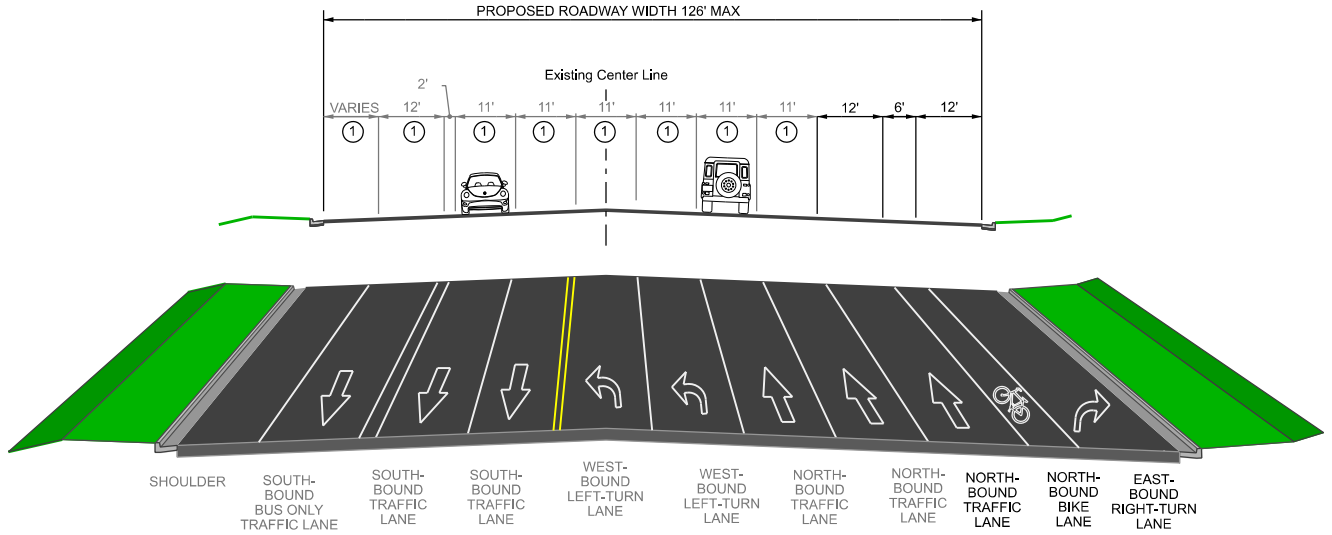 PROPOSED ROADWAY WIDTH 126' MAX
Existing Center Line
2'
VARIES 12' 11' 11' 11' 11' 11' 11' 12' 6' 12'
1 1 1 1 1 1 1 1
SHOULDER
SOUTH-
BOUND
BUS ONLY
TRAFFIC LANE
SOUTH-
BOUND
TRAFFIC
LANE
SOUTH-
BOUND
TRAFFIC
LANE
WEST-
BOUND
LEFT-TURN
LANE
WEST-
BOUND
LEFT-TURN
LANE
NORTH-
BOUND
TRAFFIC
LANE
NORTH-
BOUND
TRAFFIC
LANE
NORTH-
BOUND
TRAFFIC
LANE
NORTH-
BOUND
BIKE
LANE
EAST-
BOUND
RIGHT-TURN
LANE